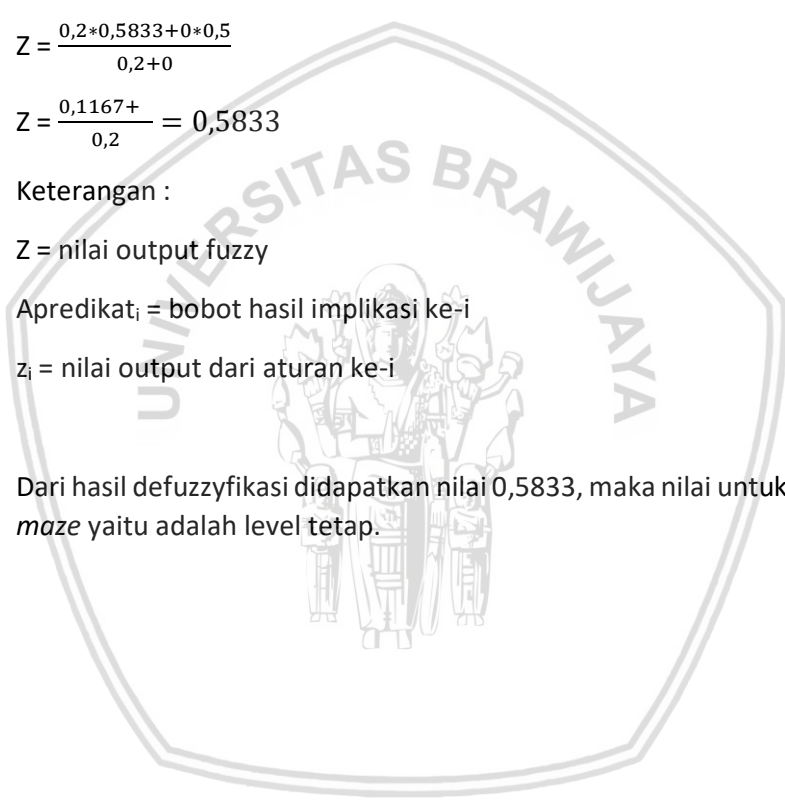 Z = 0,2∗0,5833+0∗0,5 / 0,2+0
Z = 0,1167+ / 0,2 = 0,5833
Keterangan :
Z = nilai output fuzzy
Apredikatᵢ = bobot hasil implikasi ke-i
zᵢ = nilai output dari aturan ke-i
Dari hasil defuzzyfikasi didapatkan nilai 0,5833, maka nilai untuk
maze yaitu adalah level tetap.
UNIVERSITAS BRAWIJAYA